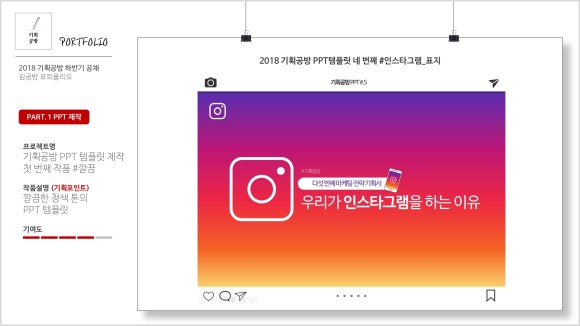 기획
공방
PORTFOLIO
2018 기획공방 하반기 공채
김공방 포트폴리오
PART. 1 PPT 제작
프로젝트명
기획공방 PPT 템플릿 제작
첫 번째 작품 #깔끔
작품설명 (기획포인트)
깔끔한 청색 톤의
PPT 템플릿
기여도
2018 기획공방 PPT템플릿 네 번째 #인스타그램_표지
기획공방 PPT #.5
#기획공방
다섯 번째 마케팅 전략 기획서
우리가 인스타그램을 하는 이유